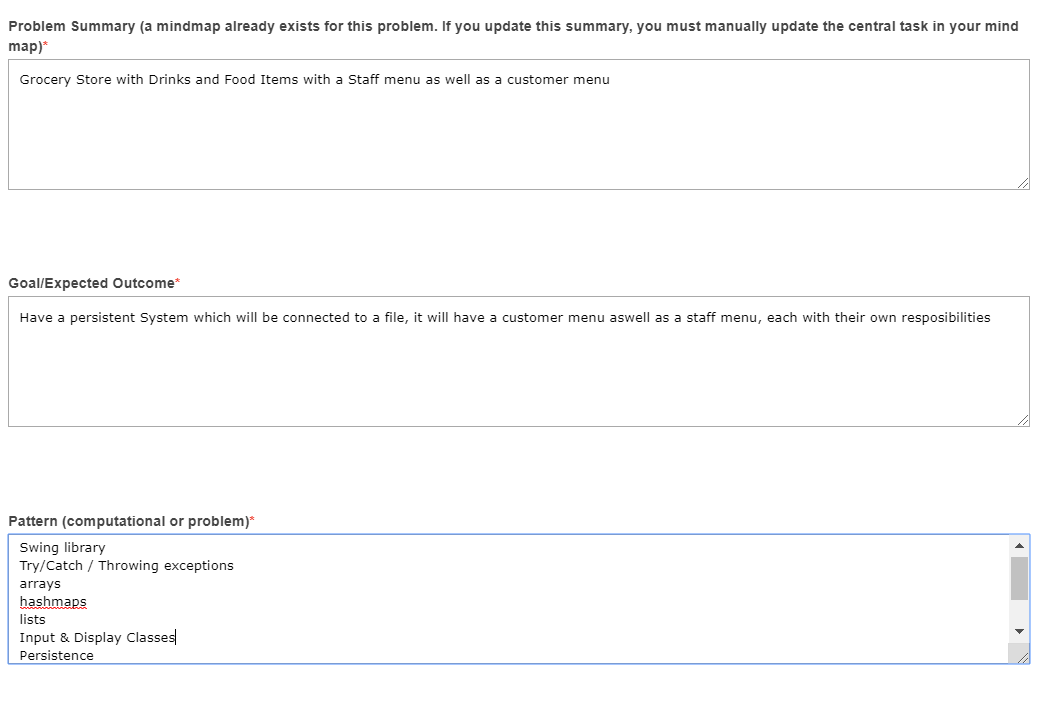 Problem Summary (a mindmap already exists for this problem. If you update this summary, you must manually update the central task in your mind
map)*
Grocery Store with Drinks and Food Items with a Staff menu as well as a customer menu
Goal/Expected Outcome*
Have a persistent System which will be connected to a file, it will have a customer menu aswell as a staff menu, each with their own resposibilities
Pattern (computational or problem)*
Swing library
Try/Catch / Throwing exceptions
arrays
hashmaps
lists
Input & Display Classes
Persistence